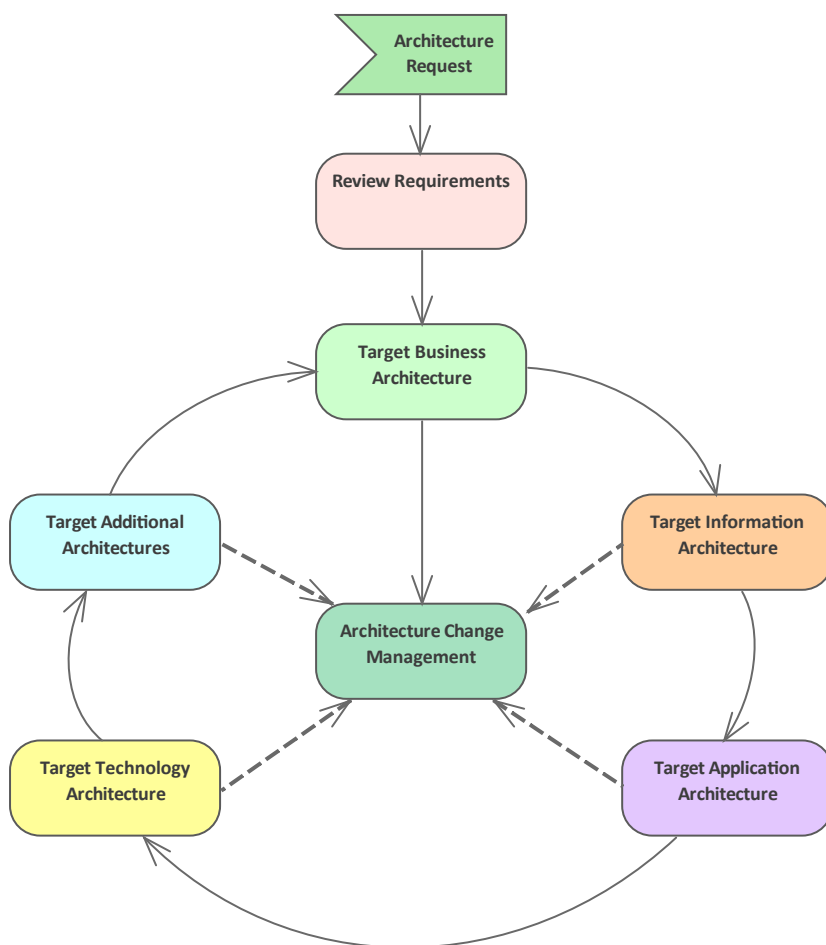 Architecture
Request
Review Requirements
Target Business
Architecture
Target Additional
Architectures
Target Information
Architecture
Architecture Change
Management
Target Technology
Architecture
Target Application
Architecture